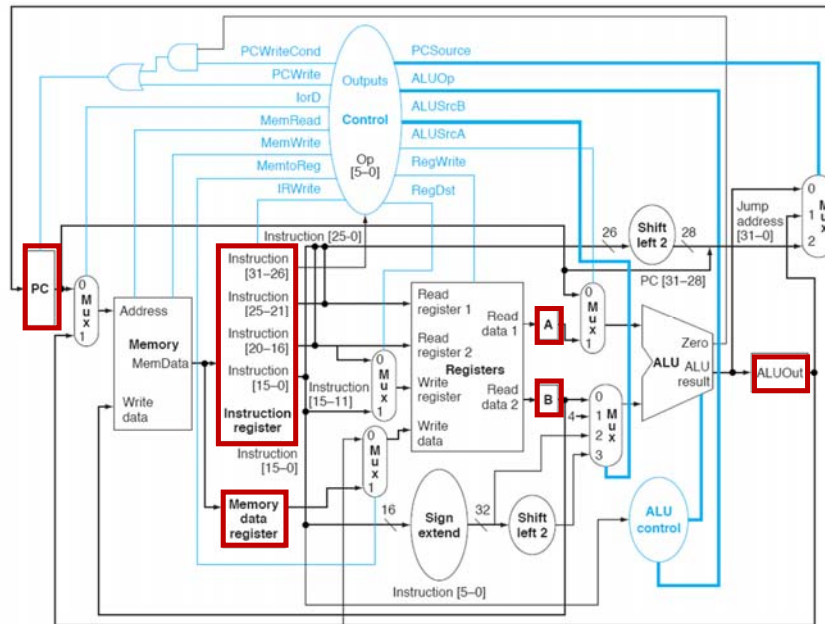 PCWriteCond
PCWrite
IorD
MemRead
MemWrite
MemtoReg
IRWrite
Outputs
Control
Op
[5–0]
PCSource
ALUOp
ALUSrcB
ALUSrcA
RegWrite
RegDst
PC
0
M
u
x
1
Address
Memory
MemData
Write
data
Instruction [25-0]
Instruction
[31–26]
Instruction
[25–21]
Instruction
[20–16]
Instruction
[15–0]
Instruction
register
Instruction
[15–0]
Memory
data
register
Instruction
[15–11]
0
M
u
x
1
0
M
u
x
1
Read
register 1
Read
register 2
Write
register
Write
data
Registers
Read
data 1
Read
data 2
A
B
4
0
M
u
x
1
0
1
M
u
x
2
3
26
Shift
left 2
28
Jump
address
[31–0]
PC [31–28]
0
1
M
u
x
2
Zero
ALU
ALU
result
ALUOut
16
Sign
extend
32
Shift
left 2
ALU
control
Instruction [5–0]